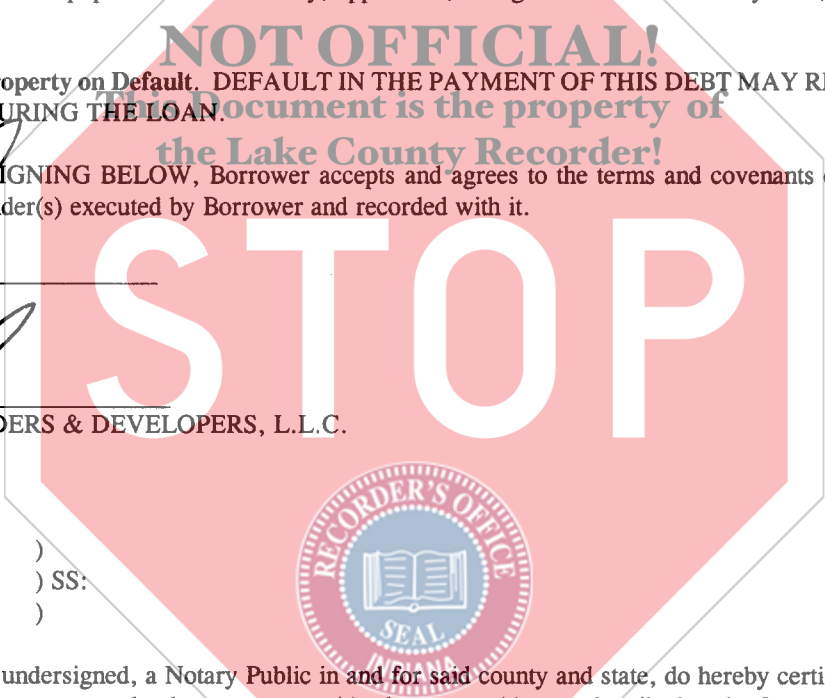 NOT OFFICIAL!
operty on Default. DEFAULT IN THE PAYMENT OF THIS DEBT MAY RE
This Document is the property of
URING THE LOAN.
the Lake County Recorder!
IGNING BELOW, Borrower accepts and agrees to the terms and covenants
der(s) executed by Borrower and recorded with it.
STOP
DERS & DEVELOPERS, L.L.C.
RECORDER'S OFFICE
)
) SS:
)
SEAL
INDIANA
undersigned, a Notary Public in and for said county and state, do hereby certi